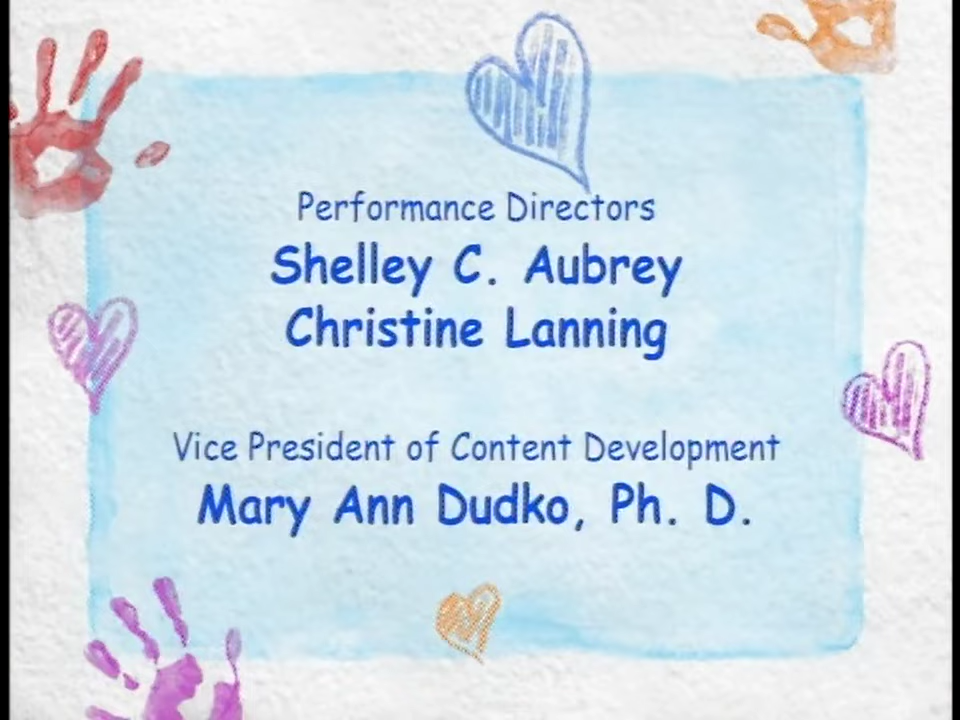 Performance Directors
Shelley C. Aubrey
Christine Lanning
Vice President of Content Development
Mary Ann Dudko, Ph. D.